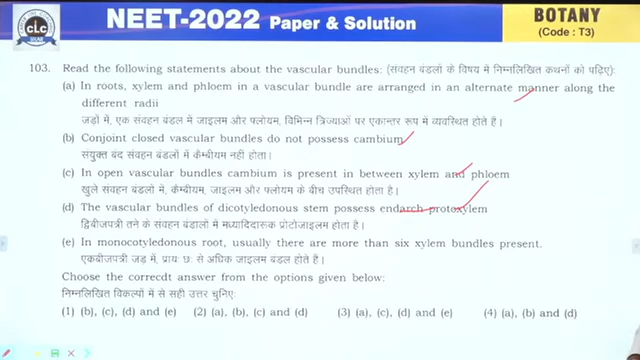 CLC
SIKAR
NEET-2022 Paper & Solution
BOTANY
(Code : T3)
103. Read the following statements about the vascular bundles: (संवहन बंडलों के विषय में निम्नलिखित कथनों को पढ़िए)
(a) In roots, xylem and phloem in a vascular bundle are arranged in an alternate manner along the
different radii
जड़ों में, एक संवहन बंडल में जाइलम और फ्लोयम, विभिन्न त्रिज्याओं पर एकान्तर रूप में व्यवस्थित होते है।
(b) Conjoint closed vascular bundles do not possess cambium
संयुक्त बंद संवहन बंडलों में कैम्बीयम नहीं होता।
(c) In open vascular bundles cambium is present in between xylem and phloem
खुले संवहन बंडलों में, कैम्बीयम, जाइलम और फ्लोयम के बीच उपस्थित होता है।
(d) The vascular bundles of dicotyledonous stem possess endarch protoxylem
द्विबीजपत्री तने के संवहन बंडालों में मध्यादिदारूक प्रोटोजाइलम होता है।
(e) In monocotyledonous root, usually there are more than six xylem bundles present.
एकबीजपत्री जड़ में, प्रायः छः से अधिक जाइलम बंडल होते हैं।
Choose the correcdt answer from the options given below:
निम्नलिखित विकल्पों में से सही उत्तर चुनिए:
(1) (b), (c), (d) and (e) (2) (a), (b), (c) and (d) (3) (a), (c), (d) and (e) (4) (a), (b) and (d)